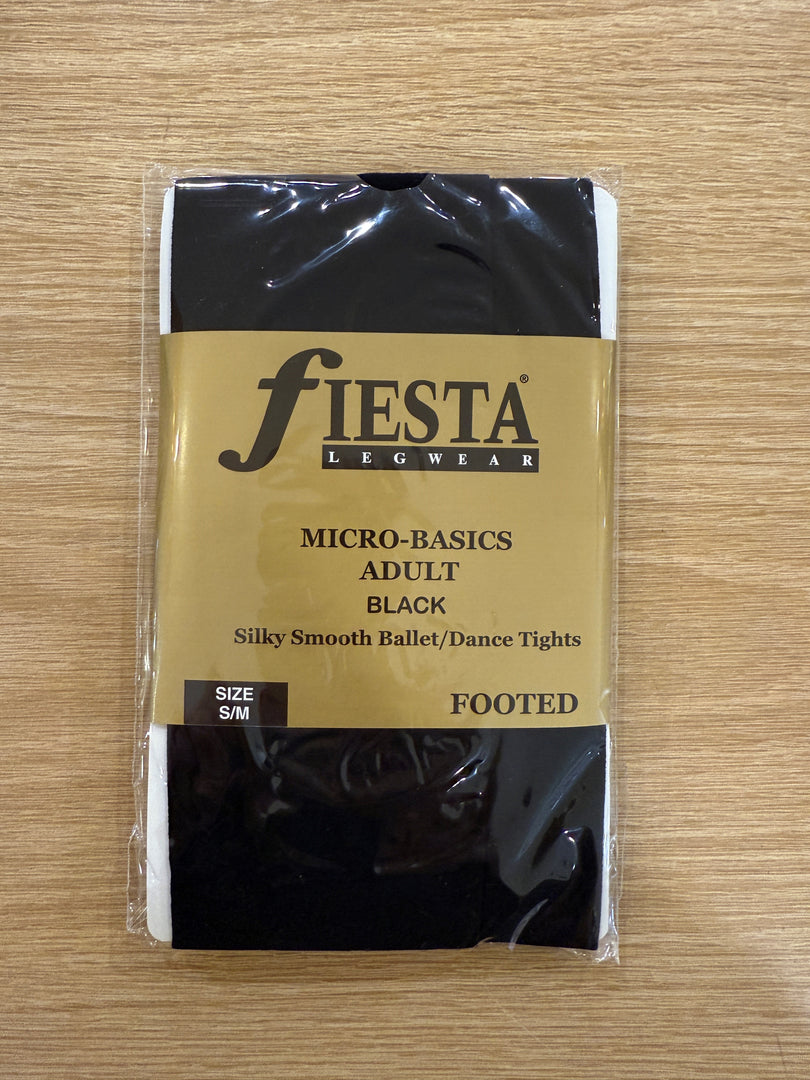 fIESTA®
LEGWEAR
MICRO-BASICS
ADULT
BLACK
Silky Smooth Ballet/Dance Tights
SIZE
S/M
FOOTED